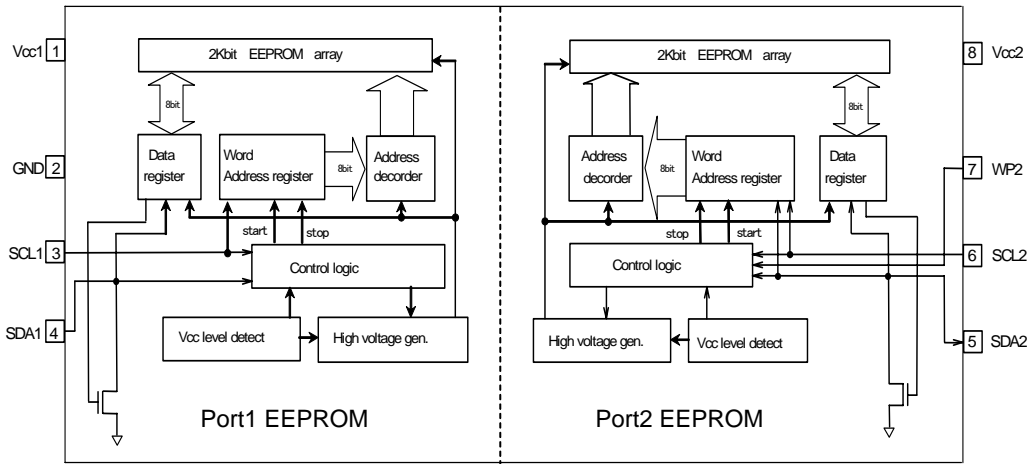 Vcc1 1
GND 2
SCL1 3
SDA1 4
2Kbit EEPROM array
8bit
Data
register
Word
Address register
8bit
Address
decorder
start
stop
Control logic
Vcc level detect
High voltage gen.
Port1 EEPROM
2Kbit EEPROM array
8bit
Address
decorder
8bit
Word
Address register
Data
register
stop
start
Control logic
High voltage gen.
Vcc level detect
Port2 EEPROM
8 Vcc2
7 WP2
6 SCL2
5 SDA2